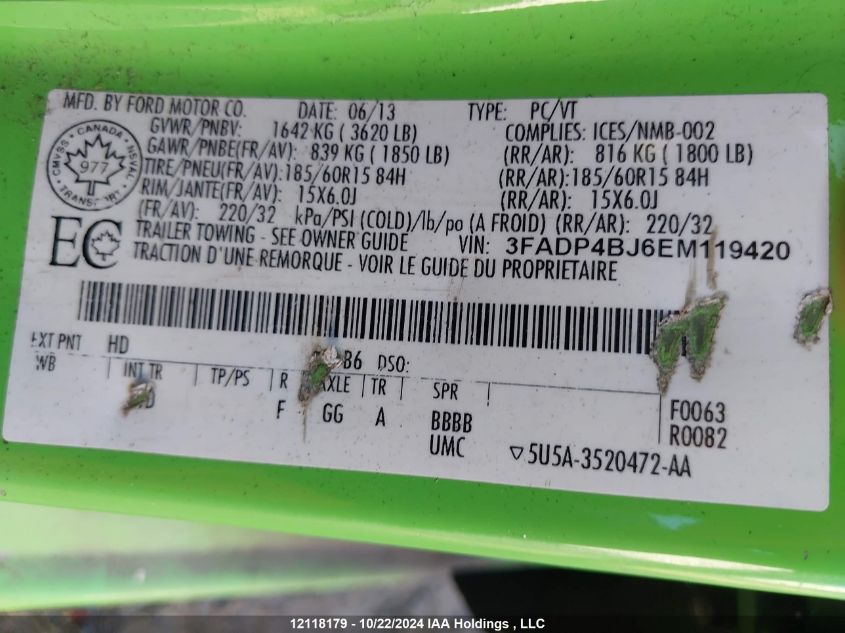 MFD. BY FORD MOTOR CO. DATE: 06/13 TYPE: PC/VT
GVWR/PNBV: 1642 KG ( 3620 LB) COMPLIES: ICES/NMB-002
GAWR/PNBE(FR/AV): 839 KG ( 1850 LB) (RR/AR): 816 KG ( 1800 LB)
TIRE/PNEU(FR/AV):185/60R15 84H (RR/AR):185/60R15 84H
RIM/JANTE(FR/AV): 15X6.0J (RR/AR): 15X6.0J
(FR/AV): 220/32 kPa/PSI (COLD)/lb/po (A FROID) (RR/AR): 220/32
TRAILER TOWING - SEE OWNER GUIDE VIN: 3FADP4BJ6EM119420
TRACTION D'UNE REMORQUE - VOIR LE GUIDE DU PROPRIETAIRE
CANADA
CMVSS NSVAC
977
TRANSPORT
EC
EXT PNT HD B6 DSO:
WB INT TR TP/PS R AXLE TR SPR
F GG A BBBB F0063
UMC R0082
5U5A-3520472-AA
12118179 - 10/22/2024 IAA Holdings , LLC